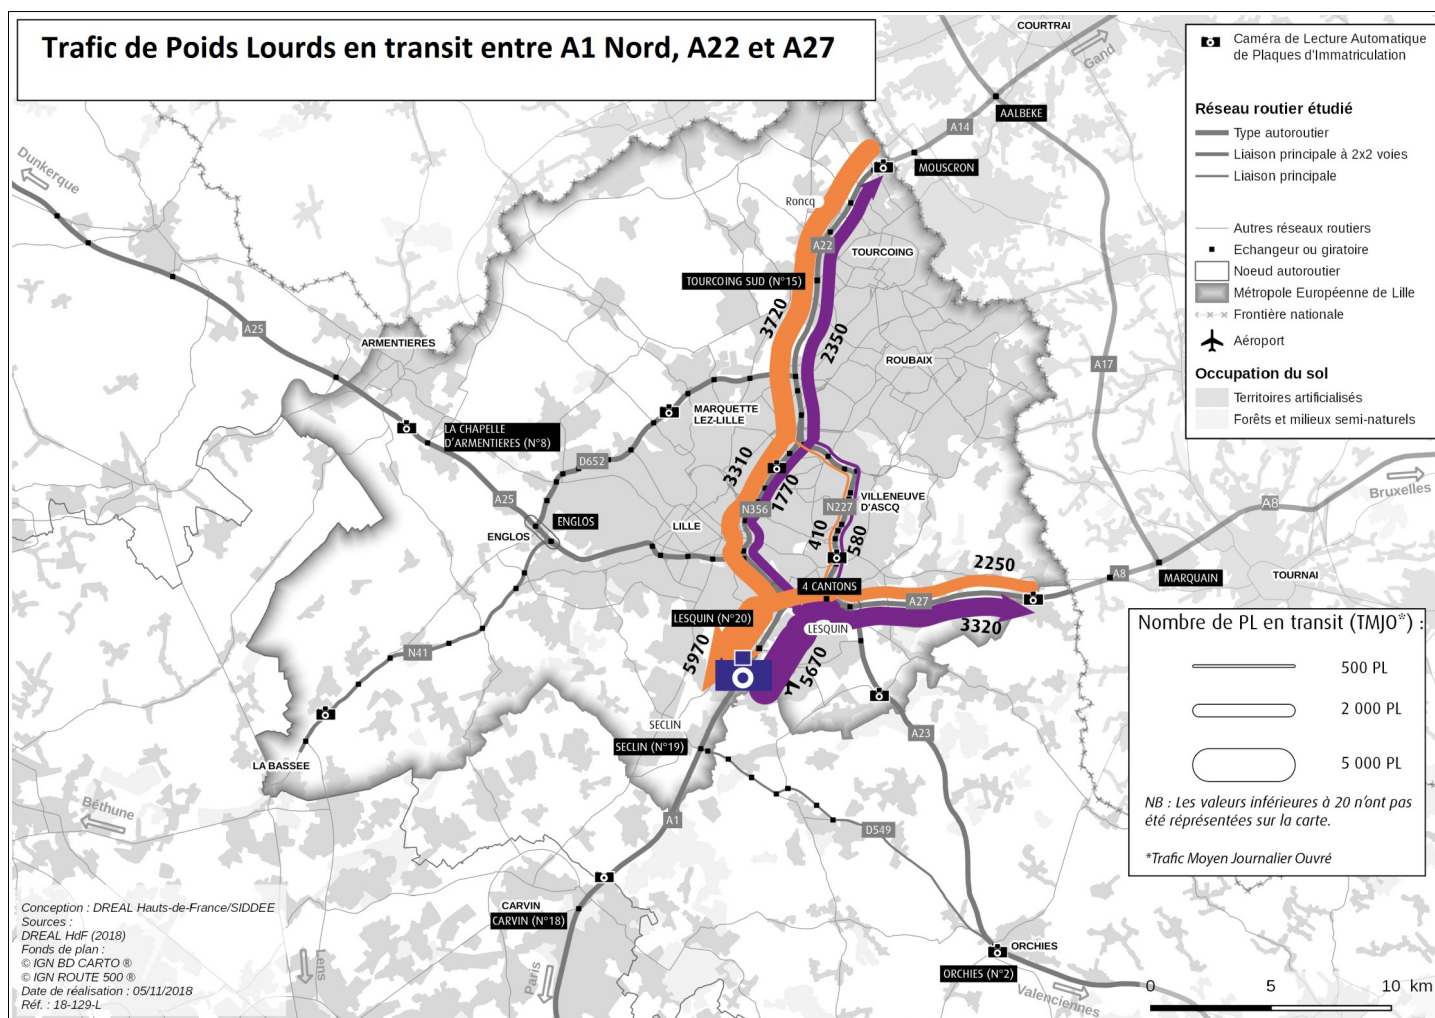 Trafic de Poids Lourds en transit entre A1 Nord, A22 et A27
COURTRAI
Gand
AALBEKE
A14
MOUSCRON
Dunkerque
Roncq
A22
TOURCOING
TOURCOING SUD (N°15)
3720
2350
A25
ARMENTIERES
ROUBAIX
A17
MARQUETTE
LEZ-LILLE
LA CHAPELLE
D'ARMENTIERES (N°8)
D652
3310
1770
A25
N356
N227
VILLENEUVE
D'ASCQ
LILLE
410
580
ENGLOS
ENGLOS
A8
Bruxelles
2250
4 CANTONS
A27
A8
MARQUAIN
TOURNAI
LESQUIN (N°20)
LESQUIN
3320
5970
5670
N41
SECLIN
SECLIN (N°19)
A23
LA BASSEE
Béthune
A1
D549
CARVIN
CARVIN (N°18)
Lens
Paris
ORCHIES
ORCHIES (N°2)
Valenciennes
Caméra de Lecture Automatique
de Plaques d'Immatriculation
Réseau routier étudié
Type autoroutier
Liaison principale à 2x2 voies
Liaison principale
Autres réseaux routiers
Echangeur ou giratoire
Noeud autoroutier
Métropole Européenne de Lille
Frontière nationale
Aéroport
Occupation du sol
Territoires artificialisés
Forêts et milieux semi-naturels
Nombre de PL en transit (TMJO*) :
500 PL
2 000 PL
5 000 PL
NB : Les valeurs inférieures à 20 n'ont pas
été réprésentées sur la carte.
*Trafic Moyen Journalier Ouvré
0 5 10 km
Conception : DREAL Hauts-de-France/SIDDEE
Sources :
DREAL HdF (2018)
Fonds de plan :
© IGN BD CARTO ®
© IGN ROUTE 500 ®
Date de réalisation : 05/11/2018
Réf. : 18-129-L